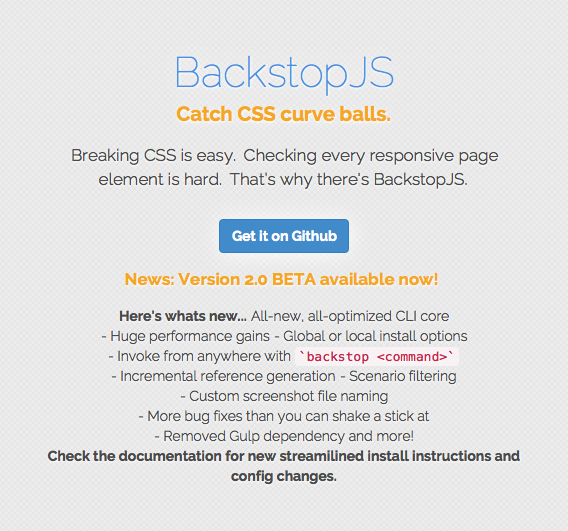 BackstopJS
Catch CSS curve balls.
Breaking CSS is easy. Checking every responsive page
element is hard. That's why there's BackstopJS.
Get it on Github
News: Version 2.0 BETA available now!
Here's whats new... All-new, all-optimized CLI core
- Huge performance gains - Global or local install options
- Invoke from anywhere with `backstop <command>`
- Incremental reference generation - Scenario filtering
- Custom screenshot file naming
- More bug fixes than you can shake a stick at
- Removed Gulp dependency and more!
Check the documentation for new streamlined install instructions and
config changes.